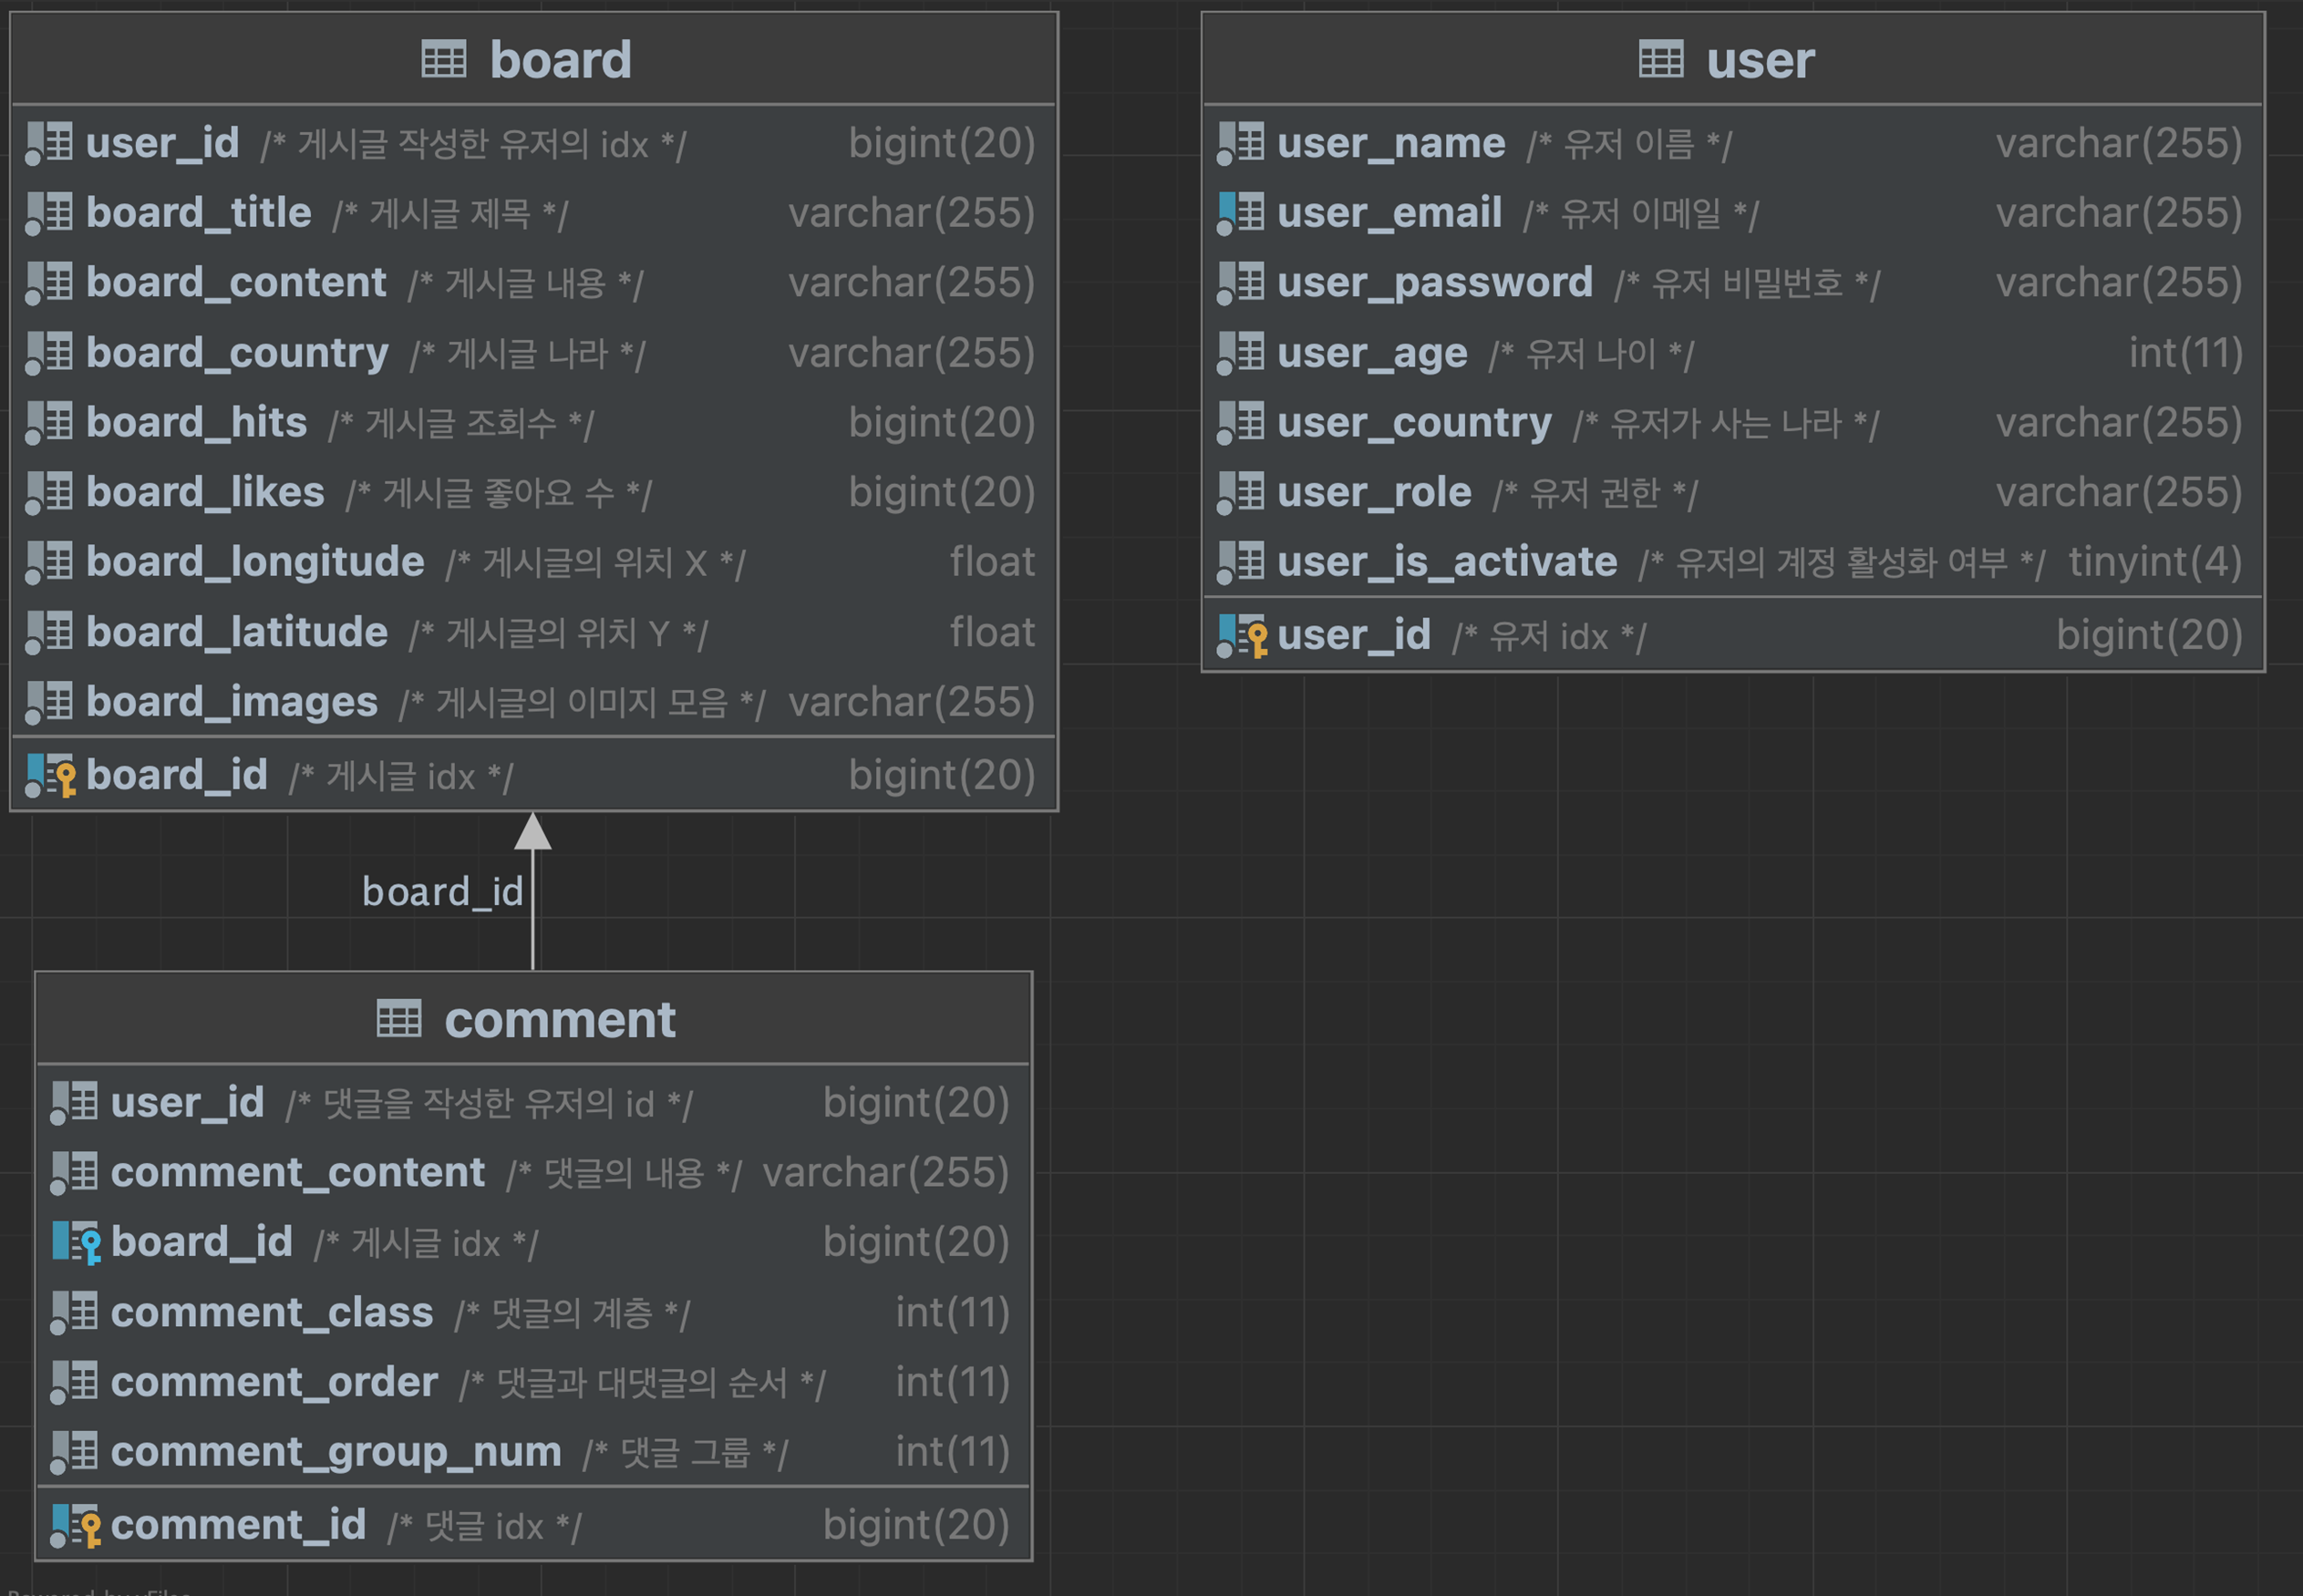 board
user_id /* 게시글 작성한 유저의 idx */ bigint(20)
board_title /* 게시글 제목 */ varchar(255)
board_content /* 게시글 내용 */ varchar(255)
board_country /* 게시글 나라 */ varchar(255)
board_hits /* 게시글 조회수 */ bigint(20)
board_likes /* 게시글 좋아요 수 */ bigint(20)
board_longitude /* 게시글의 위치 X */ float
board_latitude /* 게시글의 위치 Y */ float
board_images /* 게시글의 이미지 모음 */ varchar(255)
board_id /* 게시글 idx */ bigint(20)
user
user_name /* 유저 이름 */ varchar(255)
user_email /* 유저 이메일 */ varchar(255)
user_password /* 유저 비밀번호 */ varchar(255)
user_age /* 유저 나이 */ int(11)
user_country /* 유저가 사는 나라 */ varchar(255)
user_role /* 유저 권한 */ varchar(255)
user_is_activate /* 유저의 계정 활성화 여부 */ tinyint(4)
user_id /* 유저 idx */ bigint(20)
board_id
comment
user_id /* 댓글을 작성한 유저의 id */ bigint(20)
comment_content /* 댓글의 내용 */ varchar(255)
board_id /* 게시글 idx */ bigint(20)
comment_class /* 댓글의 계층 */ int(11)
comment_order /* 댓글과 대댓글의 순서 */ int(11)
comment_group_num /* 댓글 그룹 */ int(11)
comment_id /* 댓글 idx */ bigint(20)
Powered by yFiles